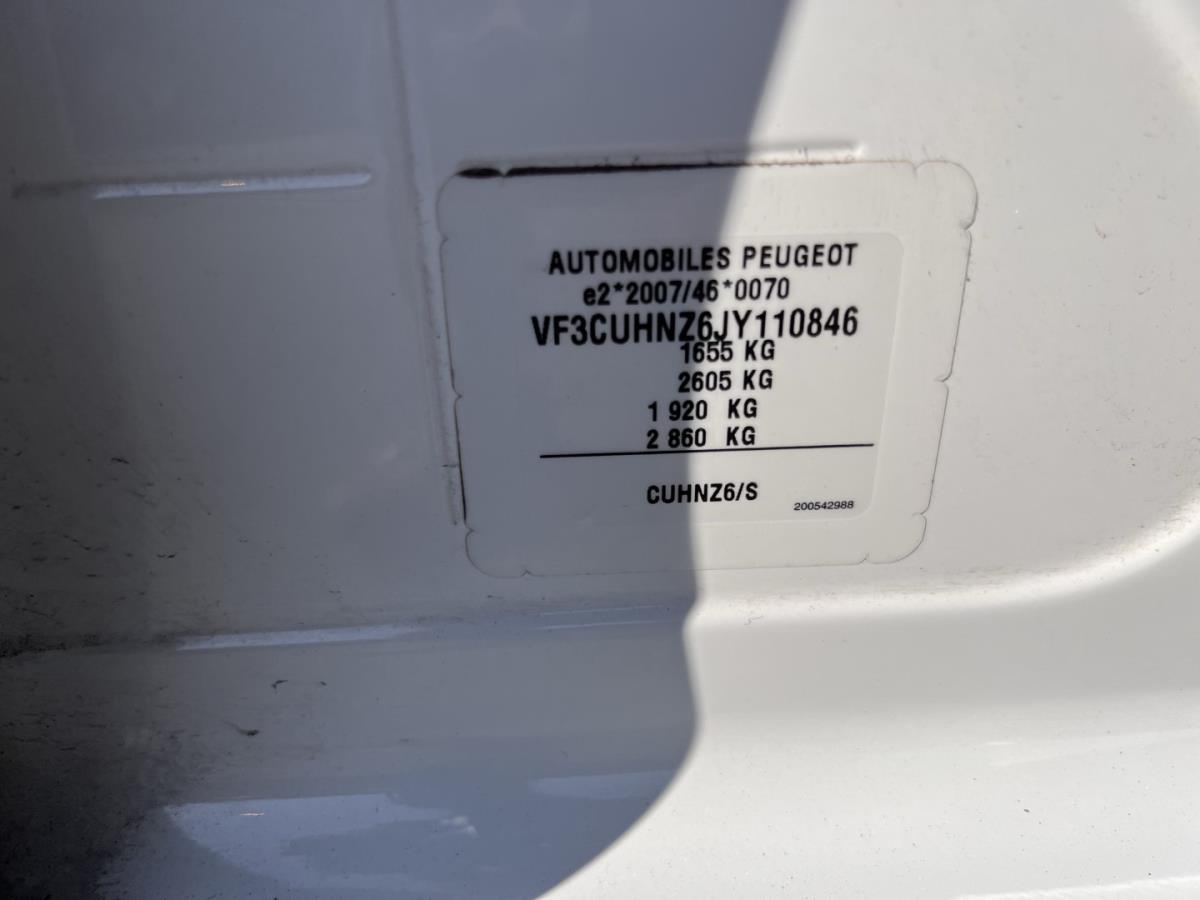 AUTOMOBILES PEUGEOT
e2*2007/46*0070
VF3CUHNZ6JY110846
1655 KG
2605 KG
1 920 KG
2 860 KG
CUHNZ6/S
200542988